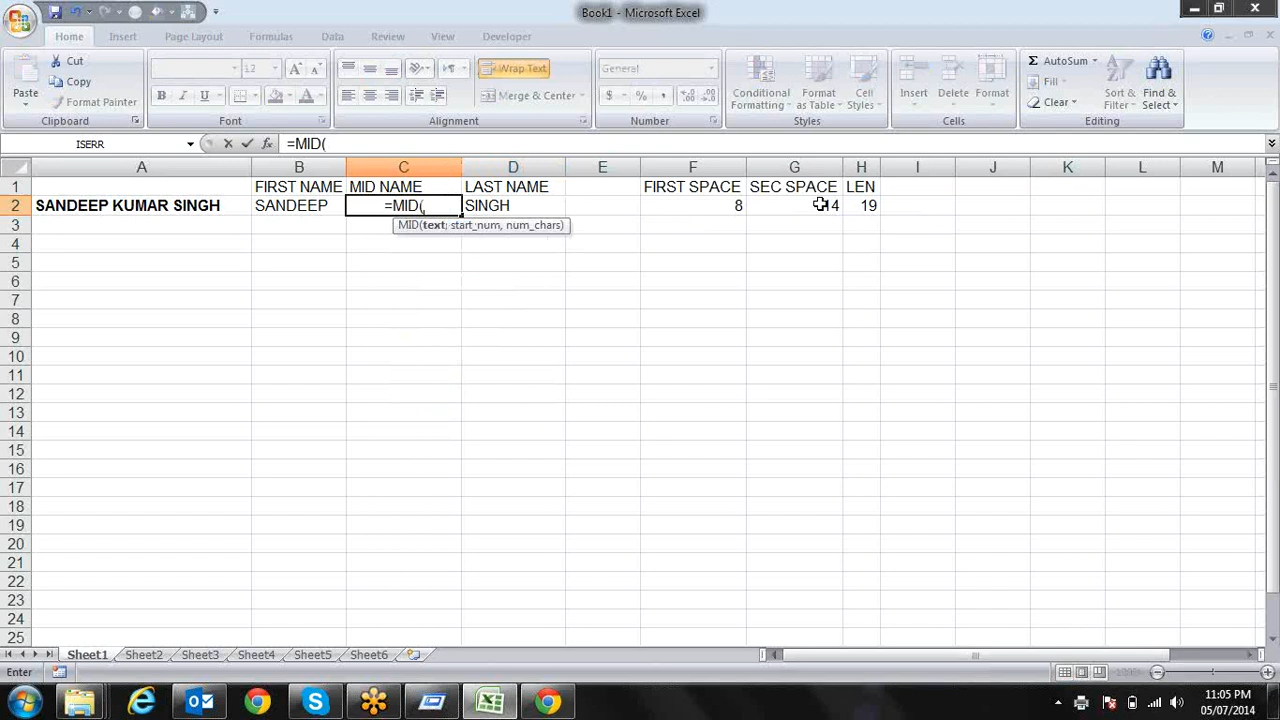 Book1 - Microsoft Excel
Home Insert Page Layout Formulas Data Review View Developer
Paste
Cut
Copy
Format Painter
Clipboard
12 A A
B I U A
Font
Wrap Text
Merge & Center
Alignment
General
$ % ,
Number
Conditional Formatting
Format as Table
Cell Styles
Styles
Insert Delete Format
Cells
Σ AutoSum
Fill
Clear
Sort & Filter
Find & Select
Editing
ISERR fx =MID(
A B C D E F G H I J K L M
1 FIRST NAME MID NAME LAST NAME FIRST SPACE SEC SPACE LEN
2 SANDEEP KUMAR SINGH SANDEEP =MID( SINGH 8 4 19
MID(text, start_num, num_chars)
3
4
5
6
7
8
9
10
11
12
13
14
15
16
17
18
19
20
21
22
23
24
25
Sheet1 Sheet2 Sheet3 Sheet4 Sheet5 Sheet6
Enter
11:05 PM
05/07/2014